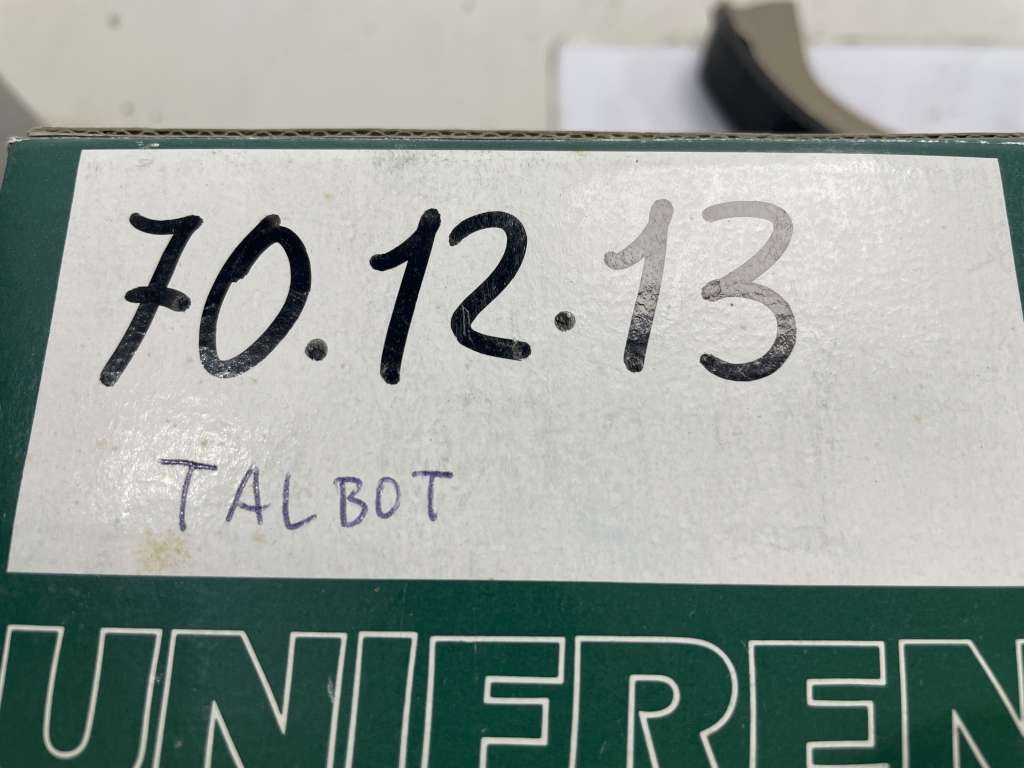 70.12.13
TALBOT
UNIFREN